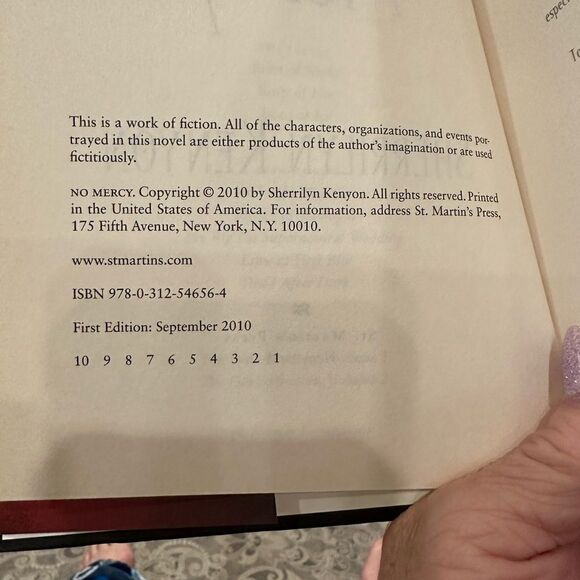 especi
To
This is a work of fiction. All of the characters, organizations, and events por-
trayed in this novel are either products of the author's imagination or are used
fictitiously.
NO MERCY. Copyright © 2010 by Sherrilyn Kenyon. All rights reserved. Printed
in the United States of America. For information, address St. Martin's Press,
175 Fifth Avenue, New York, N.Y. 10010.
www.stmartins.com
ISBN 978-0-312-54656-4
First Edition: September 2010
10 9 8 7 6 5 4 3 2 1